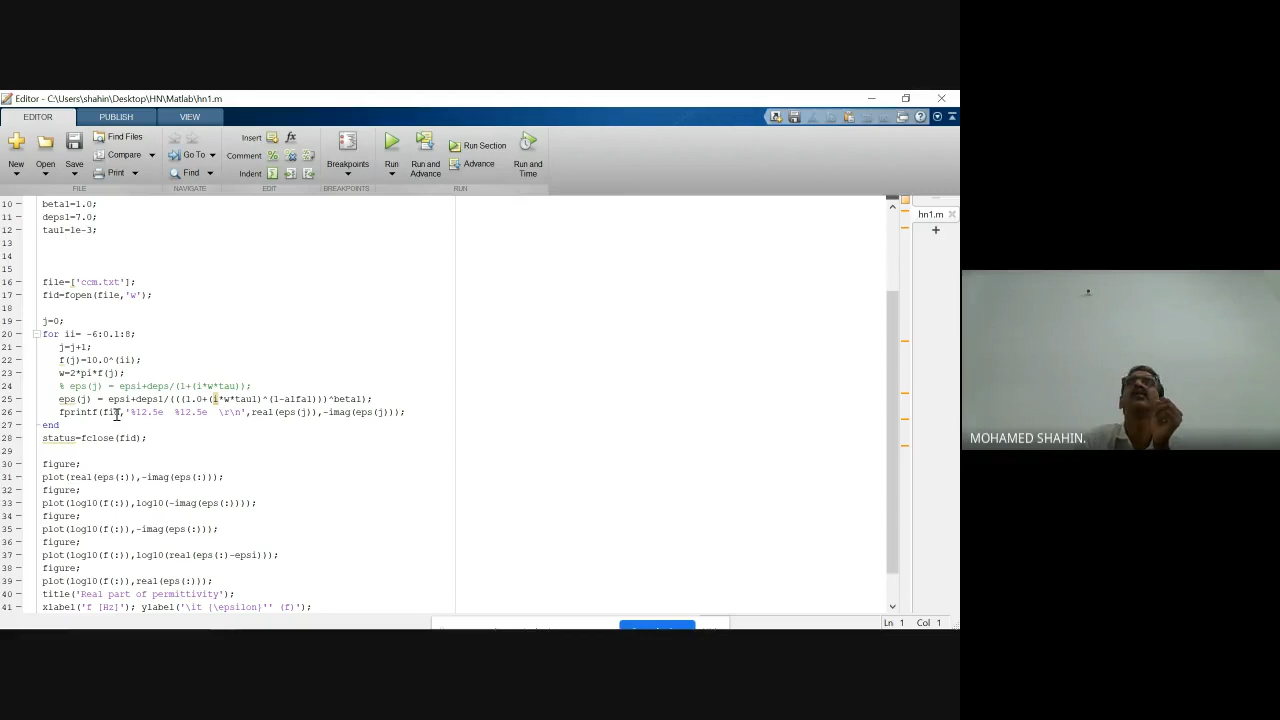 Editor - C:\Users\shahin\Desktop\HN\Matlab\hn1.m
EDITOR PUBLISH VIEW
New Open Save Find Files Compare Print
Go To Find
Insert fx
Comment
Indent
Breakpoints
Run Run and Advance Run Section Advance Run and Time
FILE NAVIGATE EDIT BREAKPOINTS RUN
hn1.m
10 beta1=1.0;
11 deps1=7.0;
12 tau1=1e-3;
13
14
15
16 file=['ccm.txt'];
17 fid=fopen(file,'w');
18
19 j=0;
20 for ii= -6:0.1:8;
21 j=j+1;
22 f(j)=10.0^(ii);
23 w=2*pi*f(j);
24 % eps(j) = epsi+deps/(1+(i*w*tau));
25 eps(j) = epsi+deps1/(((1.0+(i*w*tau1)^(1-alfa1)))^beta1);
26 fprintf(fid,'%12.5e %12.5e \r\n',real(eps(j)),-imag(eps(j)));
27 end
28 status=fclose(fid);
29
30 figure;
31 plot(real(eps(:)),-imag(eps(:)));
32 figure;
33 plot(log10(f(:)),log10(-imag(eps(:))));
34 figure;
35 plot(log10(f(:)),-imag(eps(:)));
36 figure;
37 plot(log10(f(:)),log10(real(eps(:)-epsi)));
38 figure;
39 plot(log10(f(:)),real(eps(:)));
40 title('Real part of permittivity');
41 xlabel('f [Hz]'); ylabel('\it {\epsilon}'' (f)');
Ln 1 Col 1
MOHAMED SHAHIN.